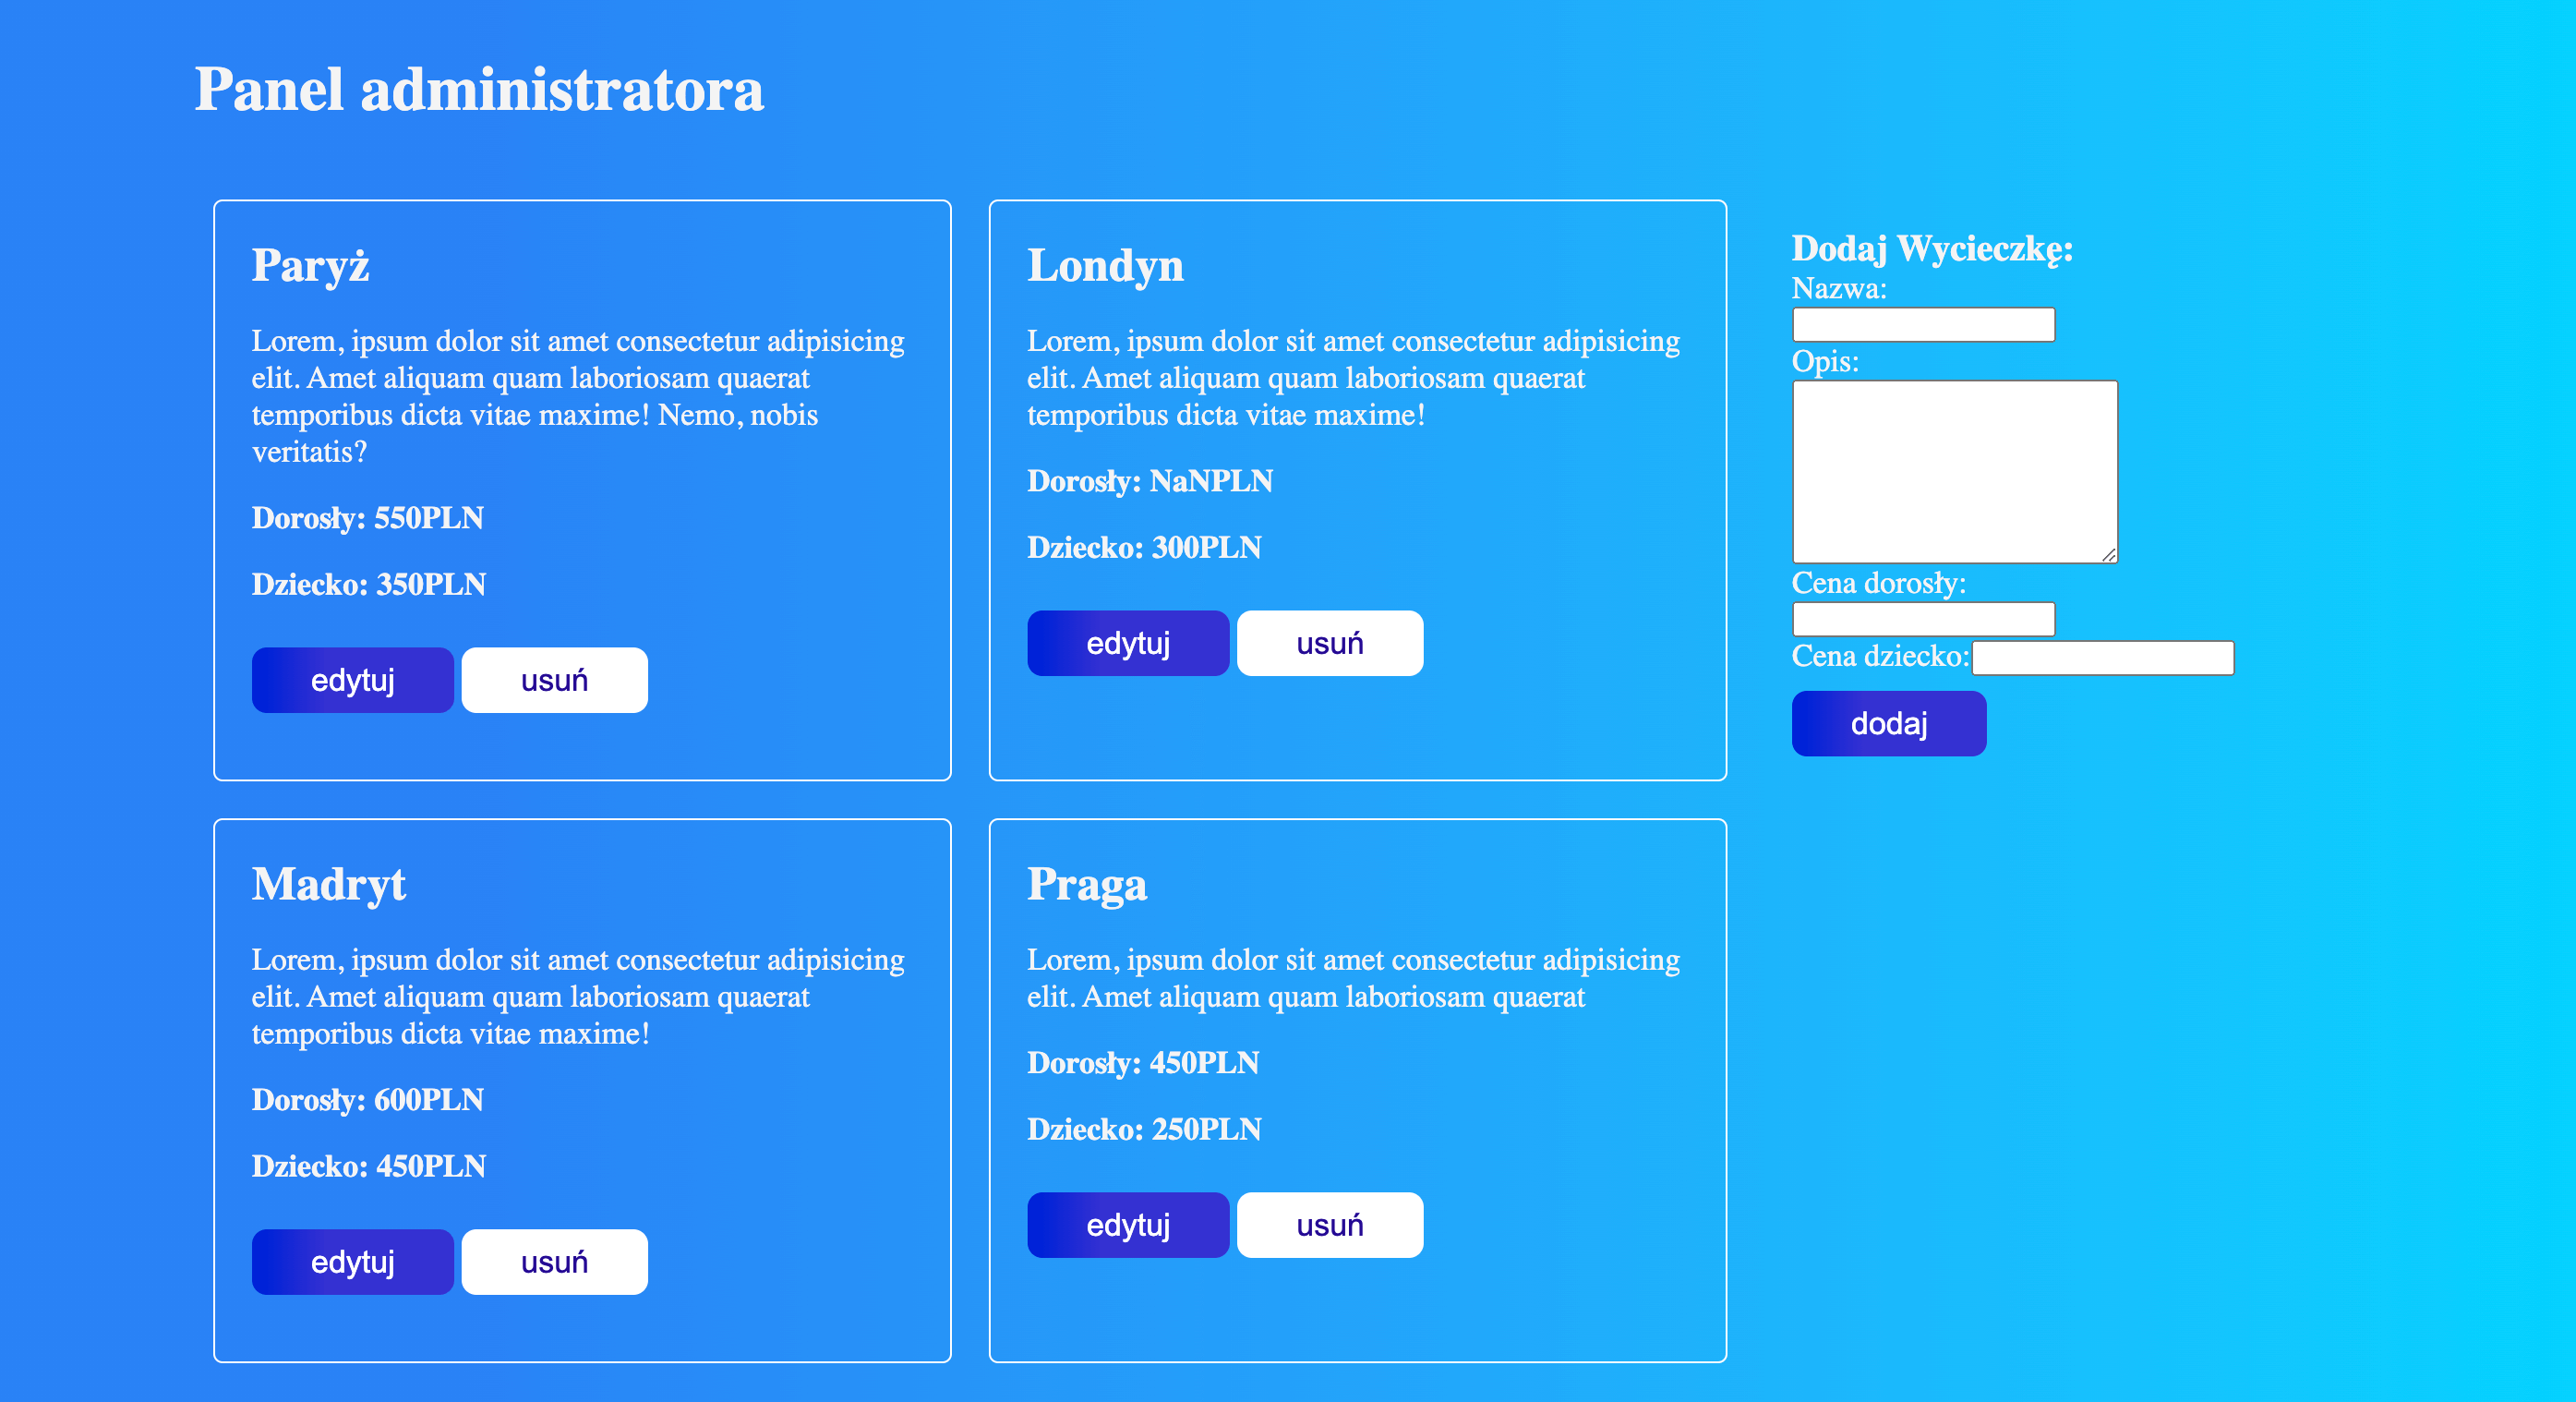 Panel administratora
Paryż
Lorem, ipsum dolor sit amet consectetur adipisicing
elit. Amet aliquam quam laboriosam quaerat
temporibus dicta vitae maxime! Nemo, nobis
veritatis?
Dorosły: 550PLN
Dziecko: 350PLN
edytuj usuń
Londyn
Lorem, ipsum dolor sit amet consectetur adipisicing
elit. Amet aliquam quam laboriosam quaerat
temporibus dicta vitae maxime!
Dorosły: NaNPLN
Dziecko: 300PLN
edytuj usuń
Madryt
Lorem, ipsum dolor sit amet consectetur adipisicing
elit. Amet aliquam quam laboriosam quaerat
temporibus dicta vitae maxime!
Dorosły: 600PLN
Dziecko: 450PLN
edytuj usuń
Praga
Lorem, ipsum dolor sit amet consectetur adipisicing
elit. Amet aliquam quam laboriosam quaerat
Dorosły: 450PLN
Dziecko: 250PLN
edytuj usuń
Dodaj Wycieczkę:
Nazwa:
Opis:
Cena dorosły:
Cena dziecko:
dodaj